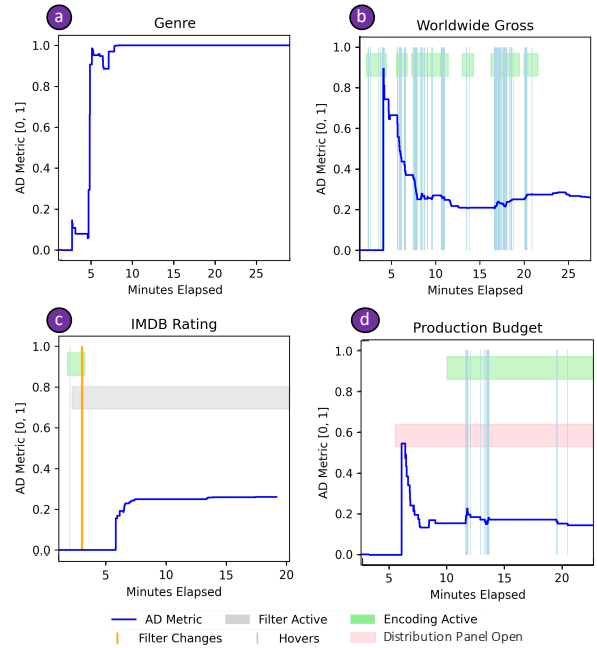 a
Genre
AD Metric [0, 1]
1.0
0.8
0.6
0.4
0.2
0.0
5 10 15 20 25
Minutes Elapsed
b
Worldwide Gross
AD Metric [0, 1]
1.0
0.8
0.6
0.4
0.2
0.0
5 10 15 20 25
Minutes Elapsed
c
IMDB Rating
AD Metric [0, 1]
1.0
0.8
0.6
0.4
0.2
0.0
5 10 15 20
Minutes Elapsed
d
Production Budget
AD Metric [0, 1]
1.0
0.8
0.6
0.4
0.2
0.0
5 10 15 20
Minutes Elapsed
AD Metric Filter Active Encoding Active
Filter Changes Hovers Distribution Panel Open